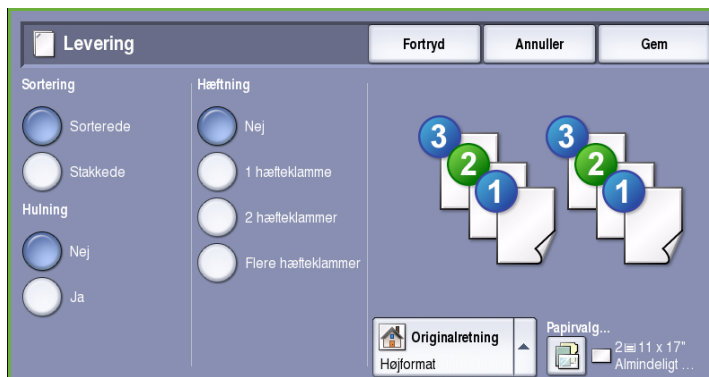 Levering
Fortryd
Annuller
Gem
Sortering
Sorterede
Stakkede
Hulning
Nej
Ja
Hæftning
Nej
1 hæfteklamme
2 hæfteklammer
Flere hæfteklammer
3
2
1
3
2
1
Originalretning
Højformat
Papirvalg...
2 11 x 17"
Almindeligt ...